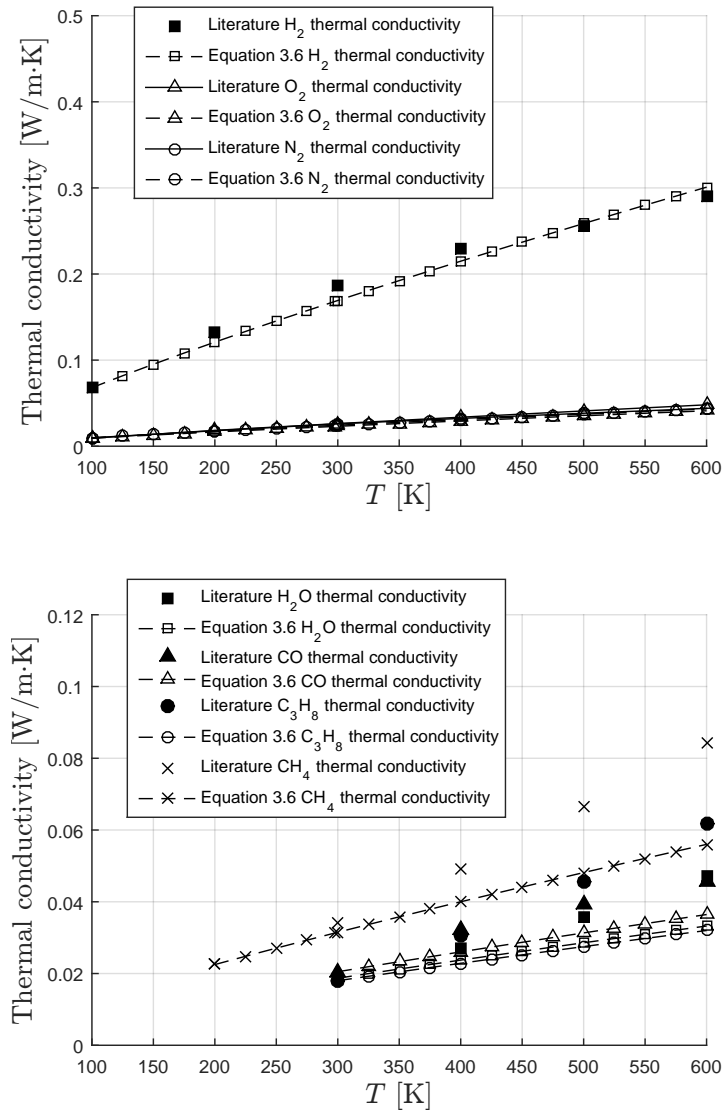 Literature H₂ thermal conductivity
Equation 3.6 H₂ thermal conductivity
Literature O₂ thermal conductivity
Equation 3.6 O₂ thermal conductivity
Literature N₂ thermal conductivity
Equation 3.6 N₂ thermal conductivity
Thermal conductivity [W/m·K]
0.5
0.4
0.3
0.2
0.1
0
100 150 200 250 300 350 400 450 500 550 600
T [K]
Literature H₂O thermal conductivity
Equation 3.6 H₂O thermal conductivity
Literature CO thermal conductivity
Equation 3.6 CO thermal conductivity
Literature C₃H₈ thermal conductivity
Equation 3.6 C₃H₈ thermal conductivity
Literature CH₄ thermal conductivity
Equation 3.6 CH₄ thermal conductivity
Thermal conductivity [W/m·K]
0.12
0.1
0.08
0.06
0.04
0.02
0
100 150 200 250 300 350 400 450 500 550 600
T [K]